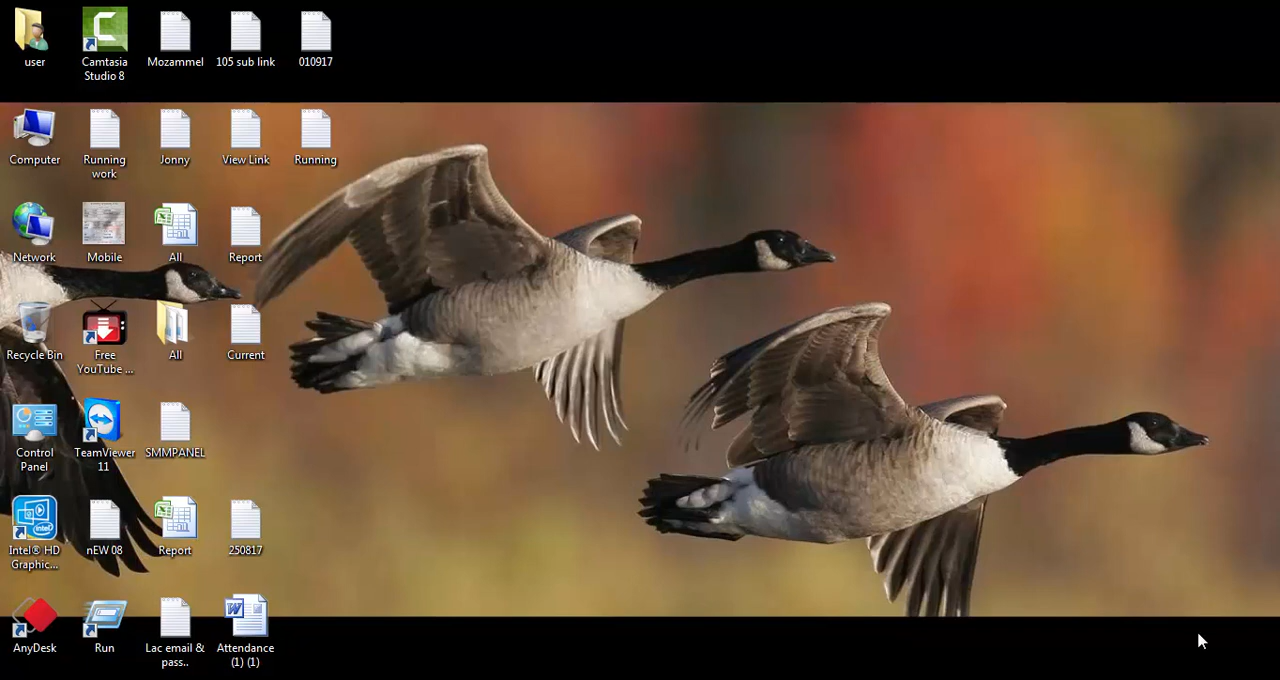 user
Camtasia
Studio 8
Mozammel
105 sub link
010917
Computer
Running
work
Jonny
View Link
Running
Network
Mobile
All
Report
Recycle Bin
Free
YouTube ...
All
Current
Control
Panel
TeamViewer
11
SMMPANEL
Intel® HD
Graphic...
nEW 08
Report
250817
AnyDesk
Run
Lac email &
pass..
Attendance
(1) (1)